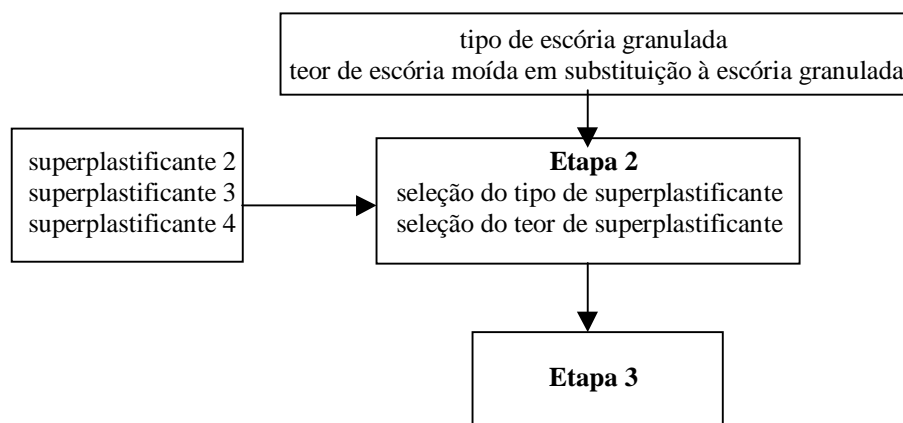 tipo de escória granulada
teor de escória moída em substituição à escória granulada
superplastificante 2
superplastificante 3
superplastificante 4
Etapa 2
seleção do tipo de superplastificante
seleção do teor de superplastificante
Etapa 3